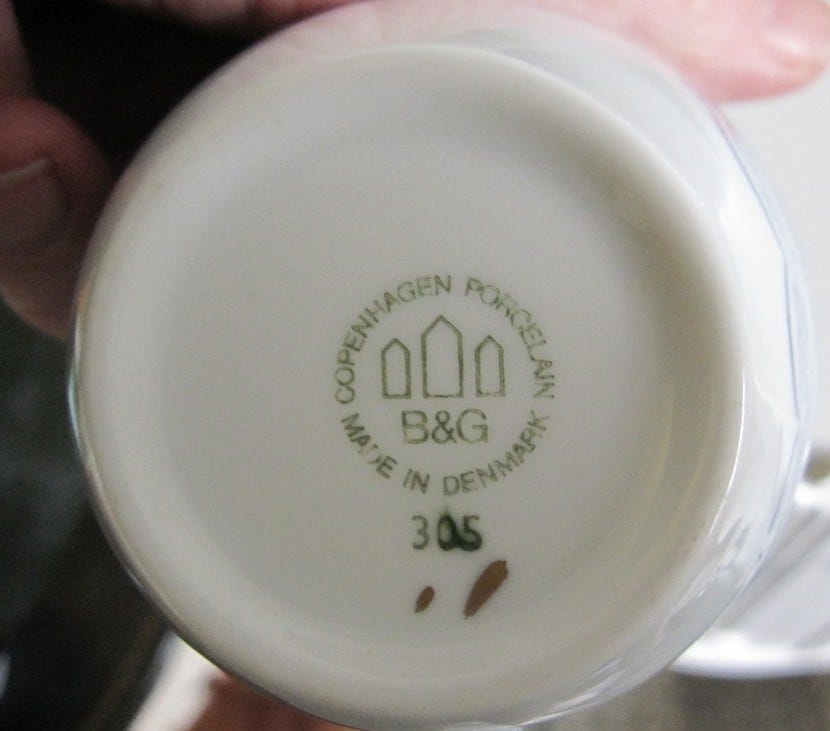 COPENHAGEN PORCELAIN
B&G
MADE IN DENMARK
305